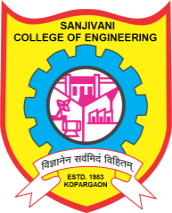 SANJIVANI
COLLEGE OF ENGINEERING
विज्ञानेन सर्वमिदं विहितम्
ESTD. 1983
KOPARGAON